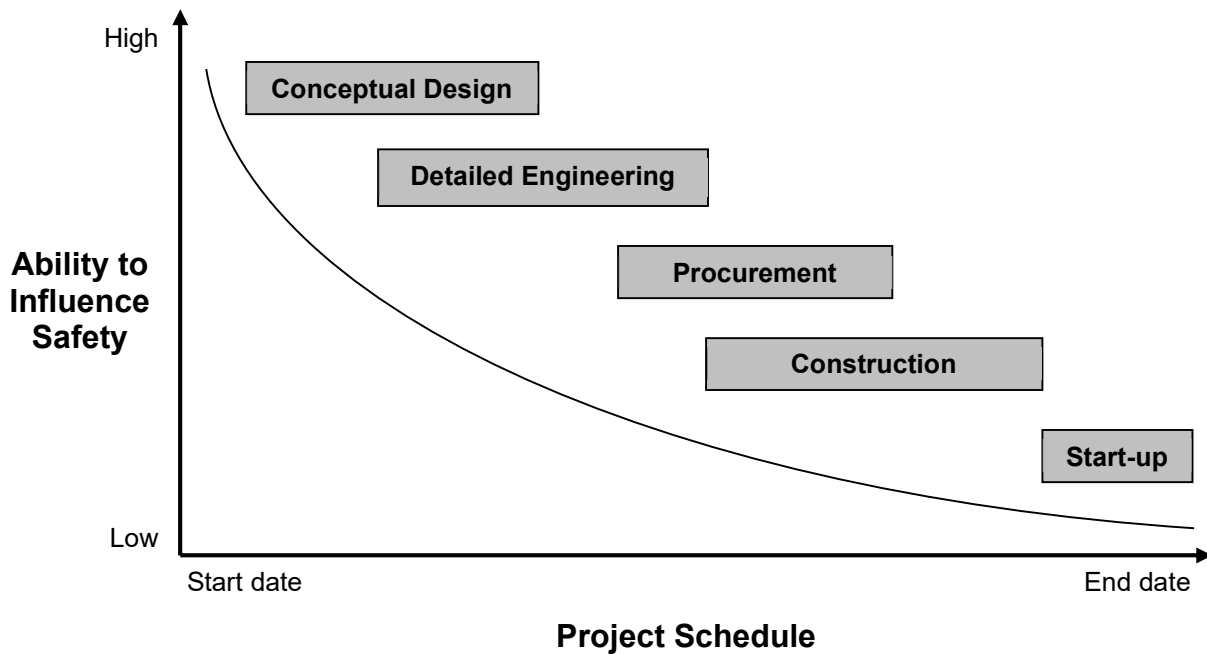 High
Conceptual Design
Detailed Engineering
Ability to
Influence
Safety
Procurement
Construction
Start-up
Low
Start date
End date
Project Schedule